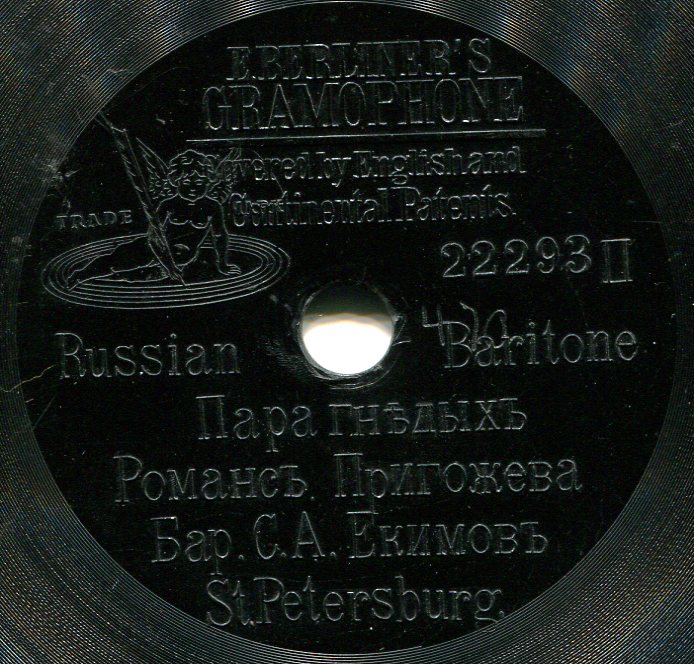 E.BERLINER'S
GRAMOPHONE
Covered by English and
Continental Patents.
TRADE
22293 П
Russian Baritone
Пара гнѣдыхъ
Романсъ. Пригожева
Бар. С. А. Екимовъ
St.Petersburg.